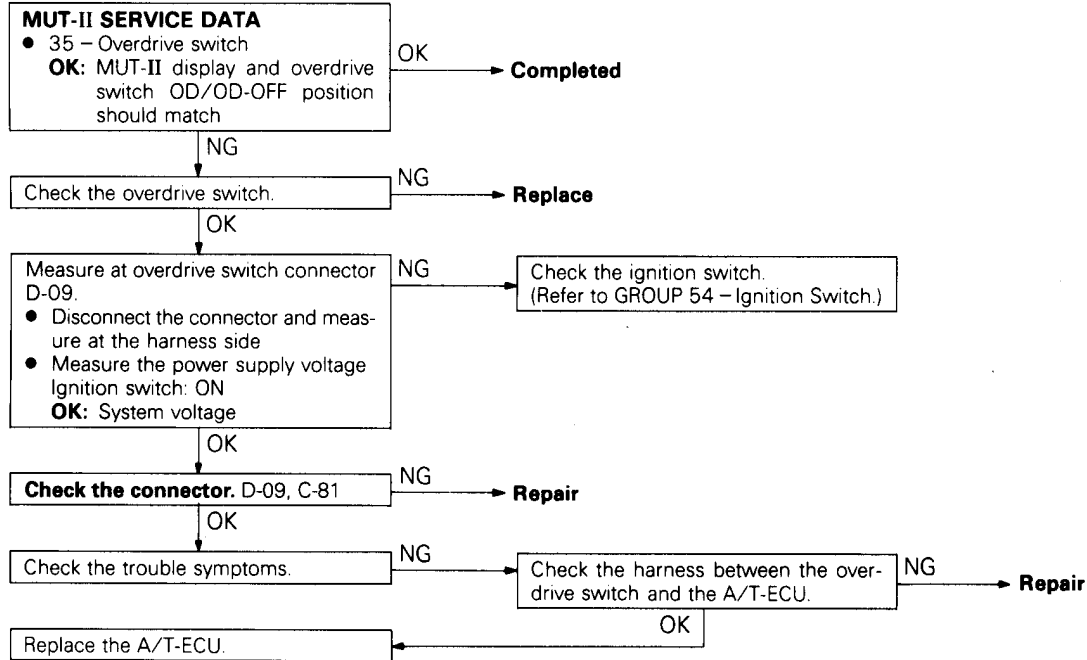 MUT-II SERVICE DATA
● 35 – Overdrive switch
OK: MUT-II display and overdrive
switch OD/OD-OFF position
should match
OK
Completed
NG
Check the overdrive switch.
NG
Replace
OK
Measure at overdrive switch connector
D-09.
● Disconnect the connector and meas-
ure at the harness side
● Measure the power supply voltage
Ignition switch: ON
OK: System voltage
NG
Check the ignition switch.
(Refer to GROUP 54 – Ignition Switch.)
OK
Check the connector. D-09, C-81
NG
Repair
OK
Check the trouble symptoms.
NG
Check the harness between the over-
drive switch and the A/T-ECU.
NG
Repair
OK
Replace the A/T-ECU.